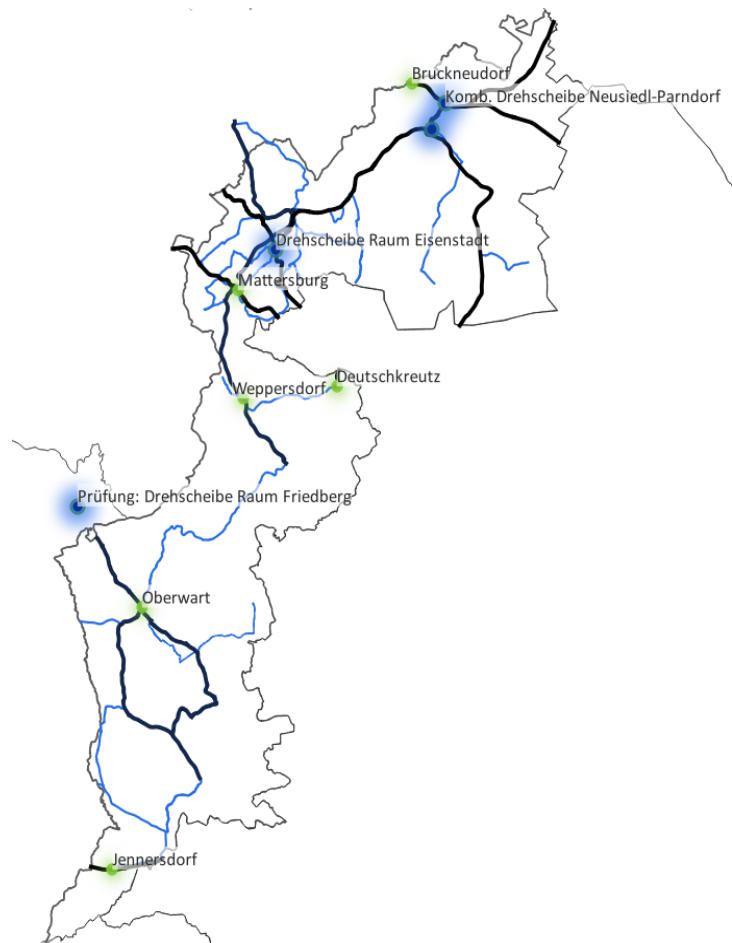 Bruckneudorf
Komb. Drehscheibe Neusiedl-Parndorf
Drehscheibe Raum Eisenstadt
Mattersburg
Deutschkreutz
Weppersdorf
Prüfung: Drehscheibe Raum Friedberg
Oberwart
Jennersdorf